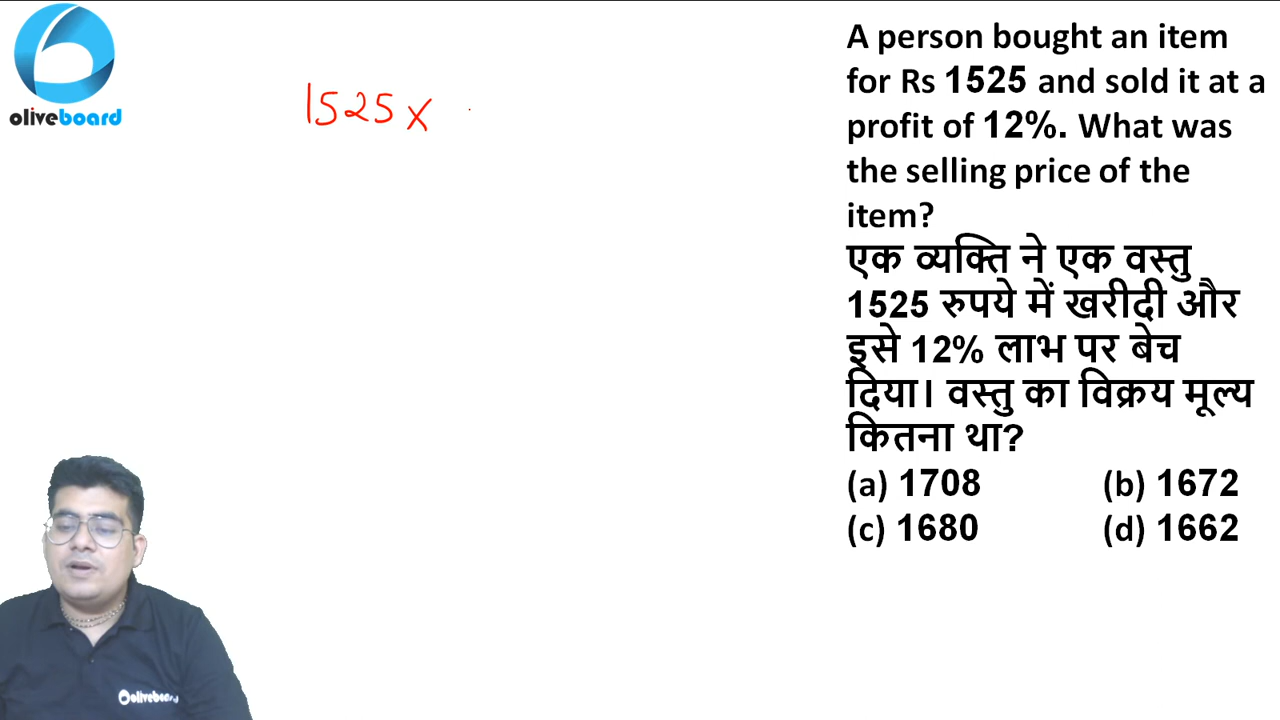 oliveboard
1525 x
A person bought an item
for Rs 1525 and sold it at a
profit of 12%. What was
the selling price of the
item?
एक व्यक्ति ने एक वस्तु
1525 रुपये में खरीदी और
इसे 12% लाभ पर बेच
दिया। वस्तु का विक्रय मूल्य
कितना था?
(a) 1708 (b) 1672
(c) 1680 (d) 1662
oliveboard